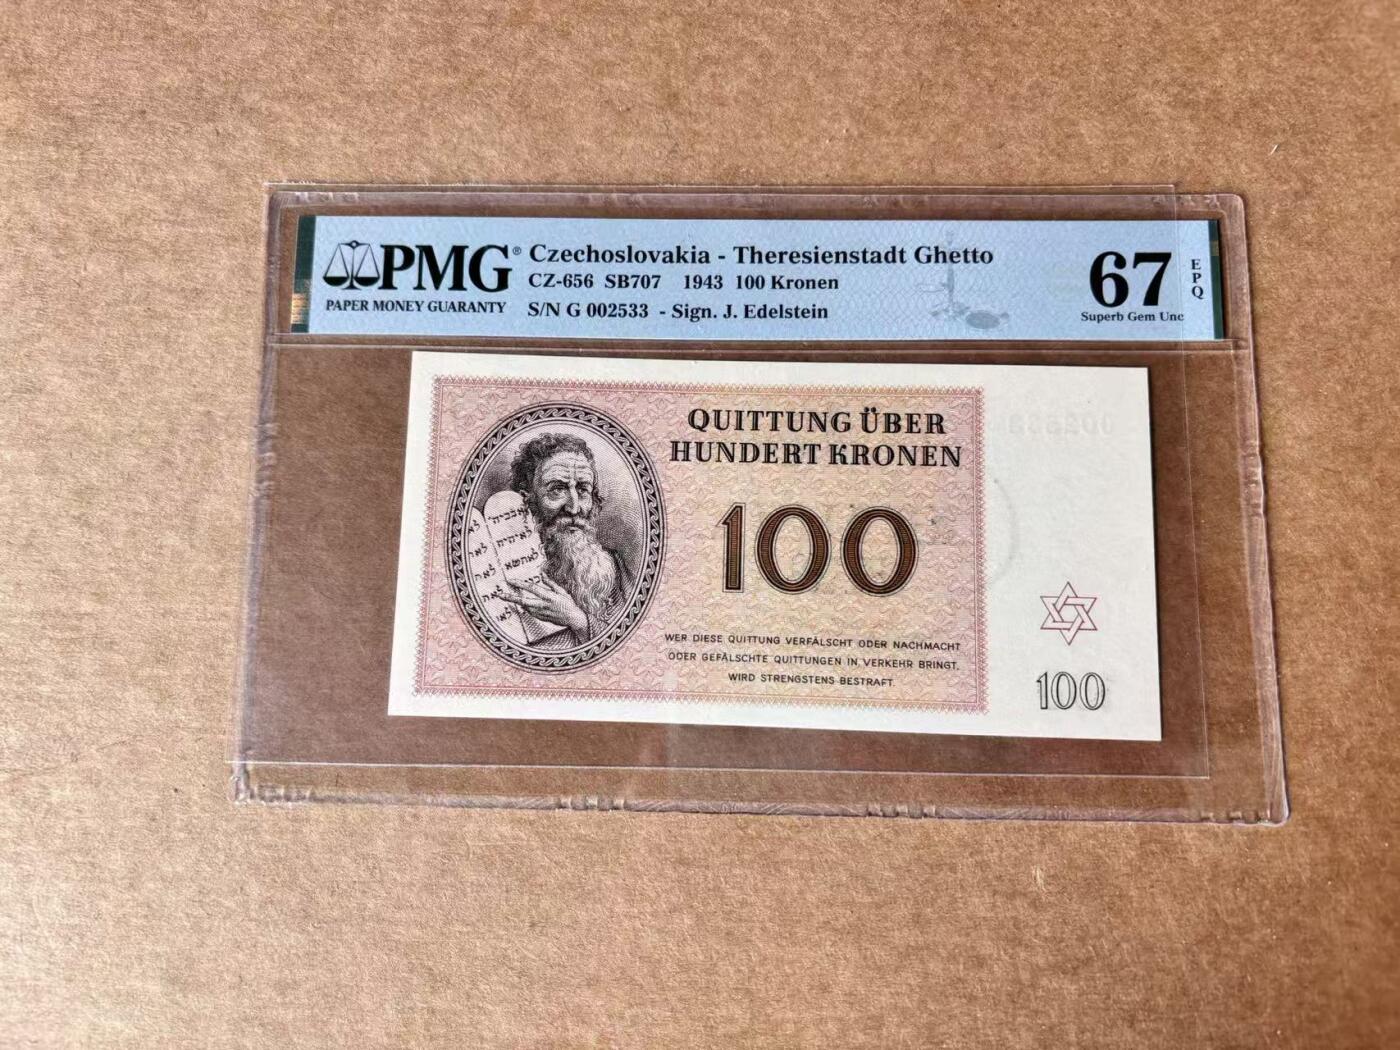 PMG®
PAPER MONEY GUARANTY
Czechoslovakia - Theresienstadt Ghetto
CZ-656 SB707 1943 100 Kronen
S/N G 002533 - Sign. J. Edelstein
67
EPQ
Superb Gem Unc
QUITTUNG ÜBER
HUNDERT KRONEN
100
WER DIESE QUITTUNG VERFÄLSCHT ODER NACHMACHT
ODER GEFÄLSCHTE QUITTUNGEN IN VERKEHR BRINGT,
WIRD STRENGSTENS BESTRAFT.
100